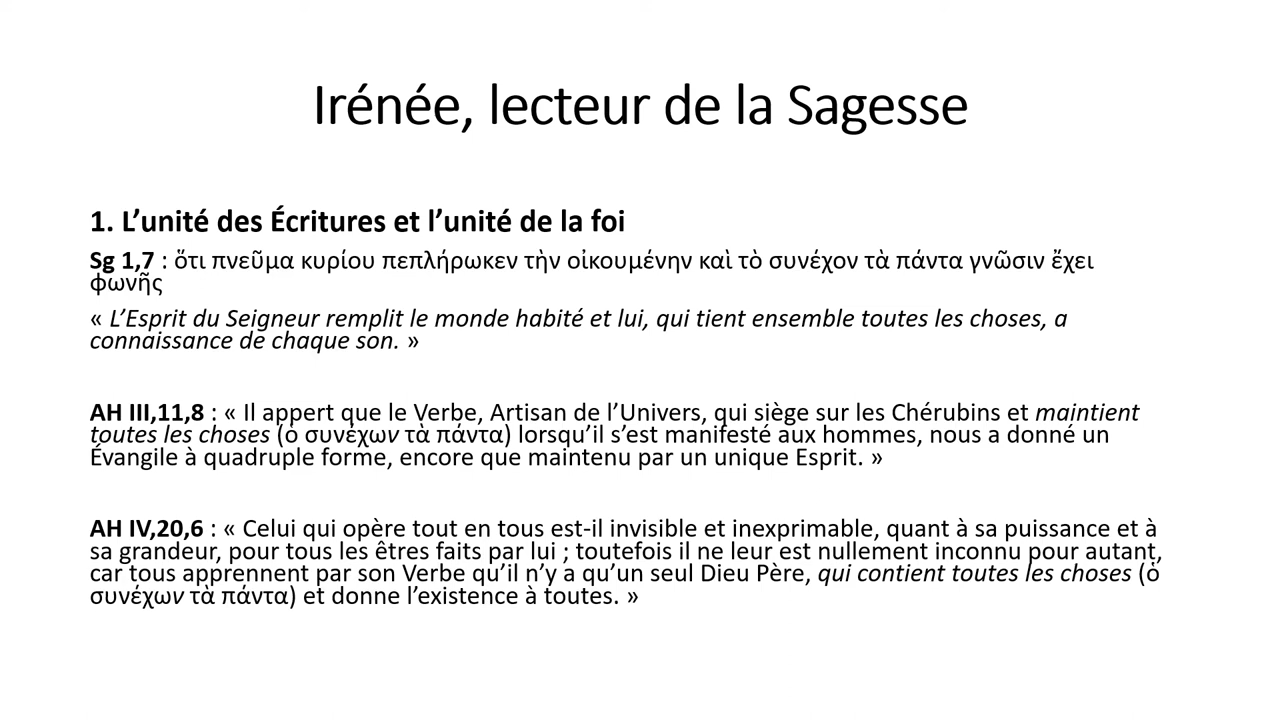 Irénée, lecteur de la Sagesse
1. L’unité des Écritures et l’unité de la foi
Sg 1,7 : ὅτι πνεῦμα κυρίου πεπλήρωκεν τὴν οἰκουμένην καὶ τὸ συνέχον τὰ πάντα γνῶσιν ἔχει
φωνῆς
« L’Esprit du Seigneur remplit le monde habité et lui, qui tient ensemble toutes les choses, a
connaissance de chaque son. »
AH III,11,8 : « Il appert que le Verbe, Artisan de l’Univers, qui siège sur les Chérubins et maintient
toutes les choses (ὁ συνέχων τὰ πάντα) lorsqu’il s’est manifesté aux hommes, nous a donné un
Évangile à quadruple forme, encore que maintenu par un unique Esprit. »
AH IV,20,6 : « Celui qui opère tout en tous est-il invisible et inexprimable, quant à sa puissance et à
sa grandeur, pour tous les êtres faits par lui ; toutefois il ne leur est nullement inconnu pour autant,
car tous apprennent par son Verbe qu’il n’y a qu’un seul Dieu Père, qui contient toutes les choses (ὁ
συνέχων τὰ πάντα) et donne l’existence à toutes. »